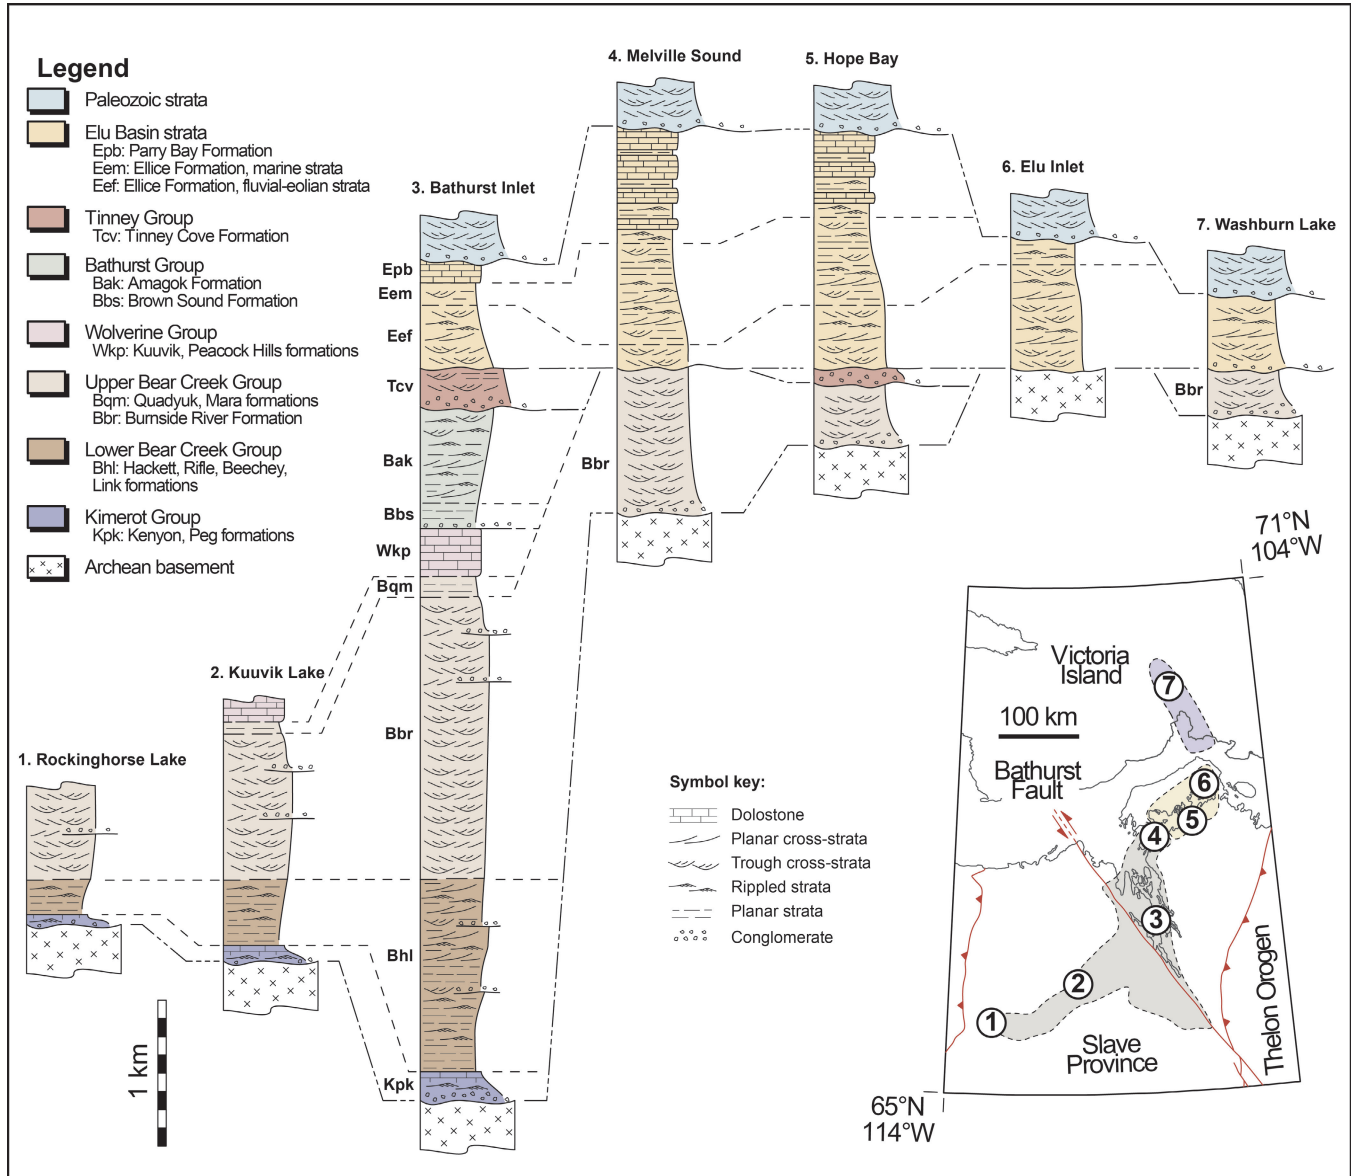 Legend
Paleozoic strata
Elu Basin strata
Epb: Parry Bay Formation
Eem: Ellice Formation, marine strata
Eef: Ellice Formation, fluvial-eolian strata
Tinney Group
Tcv: Tinney Cove Formation
Bathurst Group
Bak: Amagok Formation
Bbs: Brown Sound Formation
Wolverine Group
Wkp: Kuuvik, Peacock Hills formations
Upper Bear Creek Group
Bqm: Quadyuk, Mara formations
Bbr: Burnside River Formation
Lower Bear Creek Group
Bhl: Hackett, Rifle, Beechey,
Link formations
Kimerot Group
Kpk: Kenyon, Peg formations
Archean basement
1. Rockinghorse Lake
2. Kuuvik Lake
3. Bathurst Inlet
Epb
Eem
Eef
Tcv
Bak
Bbs
Wkp
Bqm
Bbr
Bhl
Kpk
4. Melville Sound
Bbr
5. Hope Bay
6. Elu Inlet
7. Washburn Lake
Bbr
1 km
Symbol key:
Dolostone
Planar cross-strata
Trough cross-strata
Rippled strata
Planar strata
Conglomerate
71°N
104°W
Victoria
Island
100 km
Bathurst
Fault
7
6
5
4
3
2
1
Slave
Province
Thelon Orogen
65°N
114°W